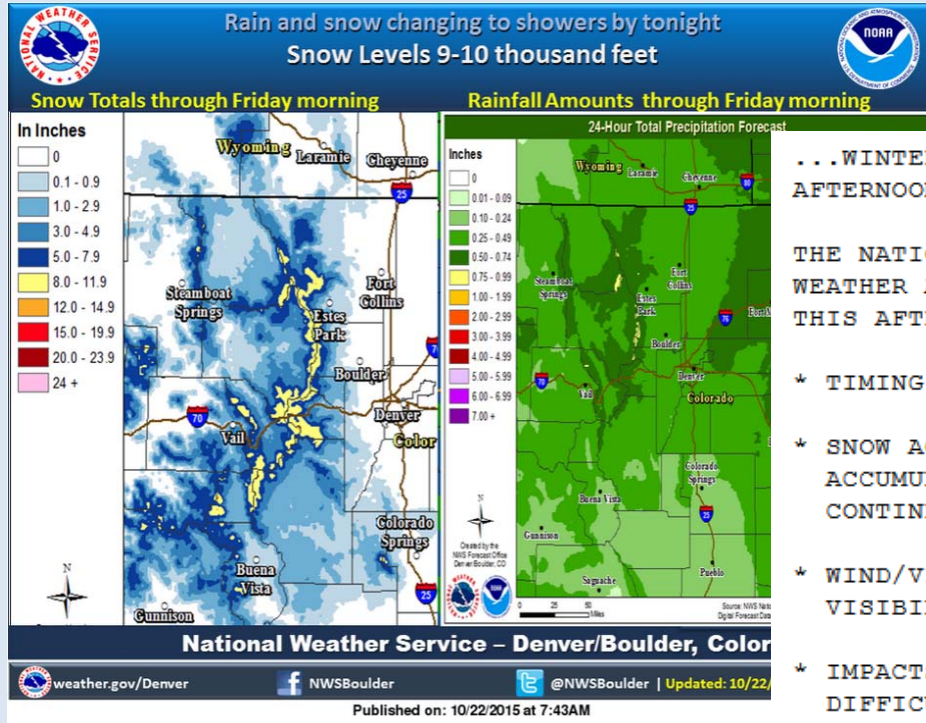 Rain and snow changing to showers by tonight
Snow Levels 9-10 thousand feet
NATIONAL WEATHER SERVICE
NOAA
Snow Totals through Friday morning
Rainfall Amounts through Friday morning
In Inches
0
0.1 - 0.9
1.0 - 2.9
3.0 - 4.9
5.0 - 7.9
8.0 - 11.9
12.0 - 14.9
15.0 - 19.9
20.0 - 23.9
24 +
Wyoming
Laramie
Cheyenne
25
Steamboat Springs
Fort Collins
Estes Park
Boulder
70
Vail
Denver
Color
Colorado Springs
Buena Vista
25
Gunnison
N
24-Hour Total Precipitation Forecast
Inches
0
0.01 - 0.09
0.10 - 0.24
0.25 - 0.49
0.50 - 0.74
0.75 - 0.99
1.00 - 1.99
2.00 - 2.99
3.00 - 3.99
4.00 - 4.99
5.00 - 5.99
6.00 - 6.99
7.00 +
Wyoming
Laramie
Cheyenne
80
25
Steamboat Springs
Fort Collins
Estes Park
76
Boulder
70
Denver
Vail
Colorado
Colorado Springs
Buena Vista
25
Gunnison
Pueblo
Saguache
N
Created by the
NWS Forecast Office
Denver/Boulder, CO
0 25 50
Miles
Source: NWS Natio
Digital Forecast Data
...WINTE
AFTERNOO
THE NATI
WEATHER
THIS AFT
* TIMING
* SNOW A
ACCUMU
CONTIN
* WIND/V
VISIBI
* IMPACT
DIFFIC
National Weather Service – Denver/Boulder, Color
weather.gov/Denver
NWSBoulder
@NWSBoulder | Updated: 10/22/
Published on: 10/22/2015 at 7:43AM